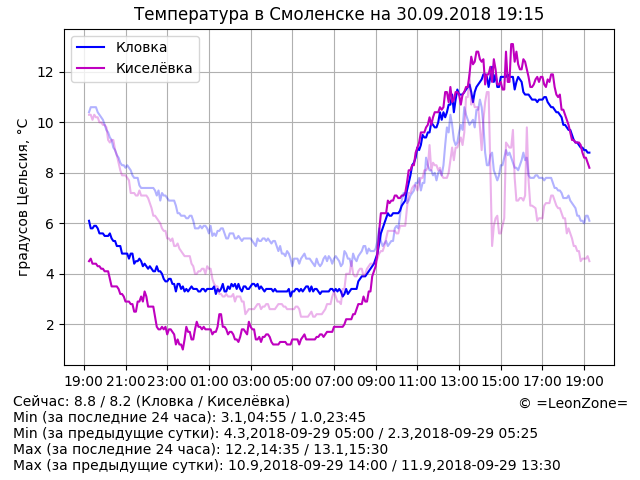 Температура в Смоленске на 30.09.2018 19:15
Кловка
Киселёвка
градусов Цельсия, °C
12
10
8
6
4
2
19:00 21:00 23:00 01:00 03:00 05:00 07:00 09:00 11:00 13:00 15:00 17:00 19:00
Сейчас: 8.8 / 8.2 (Кловка / Киселёвка)
© =LeonZone=
Min (за последние 24 часа): 3.1,04:55 / 1.0,23:45
Min (за предыдущие сутки): 4.3,2018-09-29 05:00 / 2.3,2018-09-29 05:25
Max (за последние 24 часа): 12.2,14:35 / 13.1,15:30
Max (за предыдущие сутки): 10.9,2018-09-29 14:00 / 11.9,2018-09-29 13:30